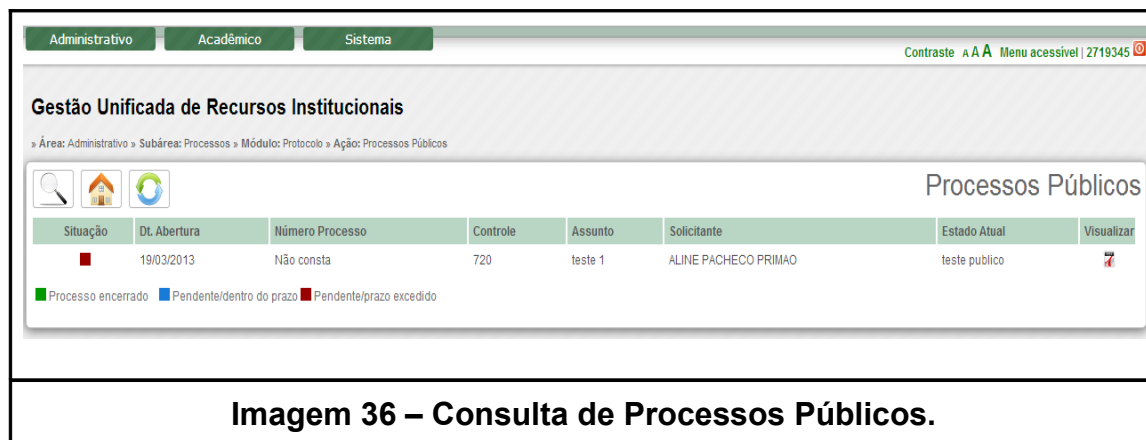 Administrativo Acadêmico Sistema
Contraste A A A Menu acessível | 2719345
Gestão Unificada de Recursos Institucionais
» Área: Administrativo » Subárea: Processos » Módulo: Protocolo » Ação: Processos Públicos
Processos Públicos
Situação Dt. Abertura Número Processo Controle Assunto Solicitante Estado Atual Visualizar
19/03/2013 Não consta 720 teste 1 ALINE PACHECO PRIMAO teste publico
Processo encerrado Pendente/dentro do prazo Pendente/prazo excedido
Imagem 36 – Consulta de Processos Públicos.